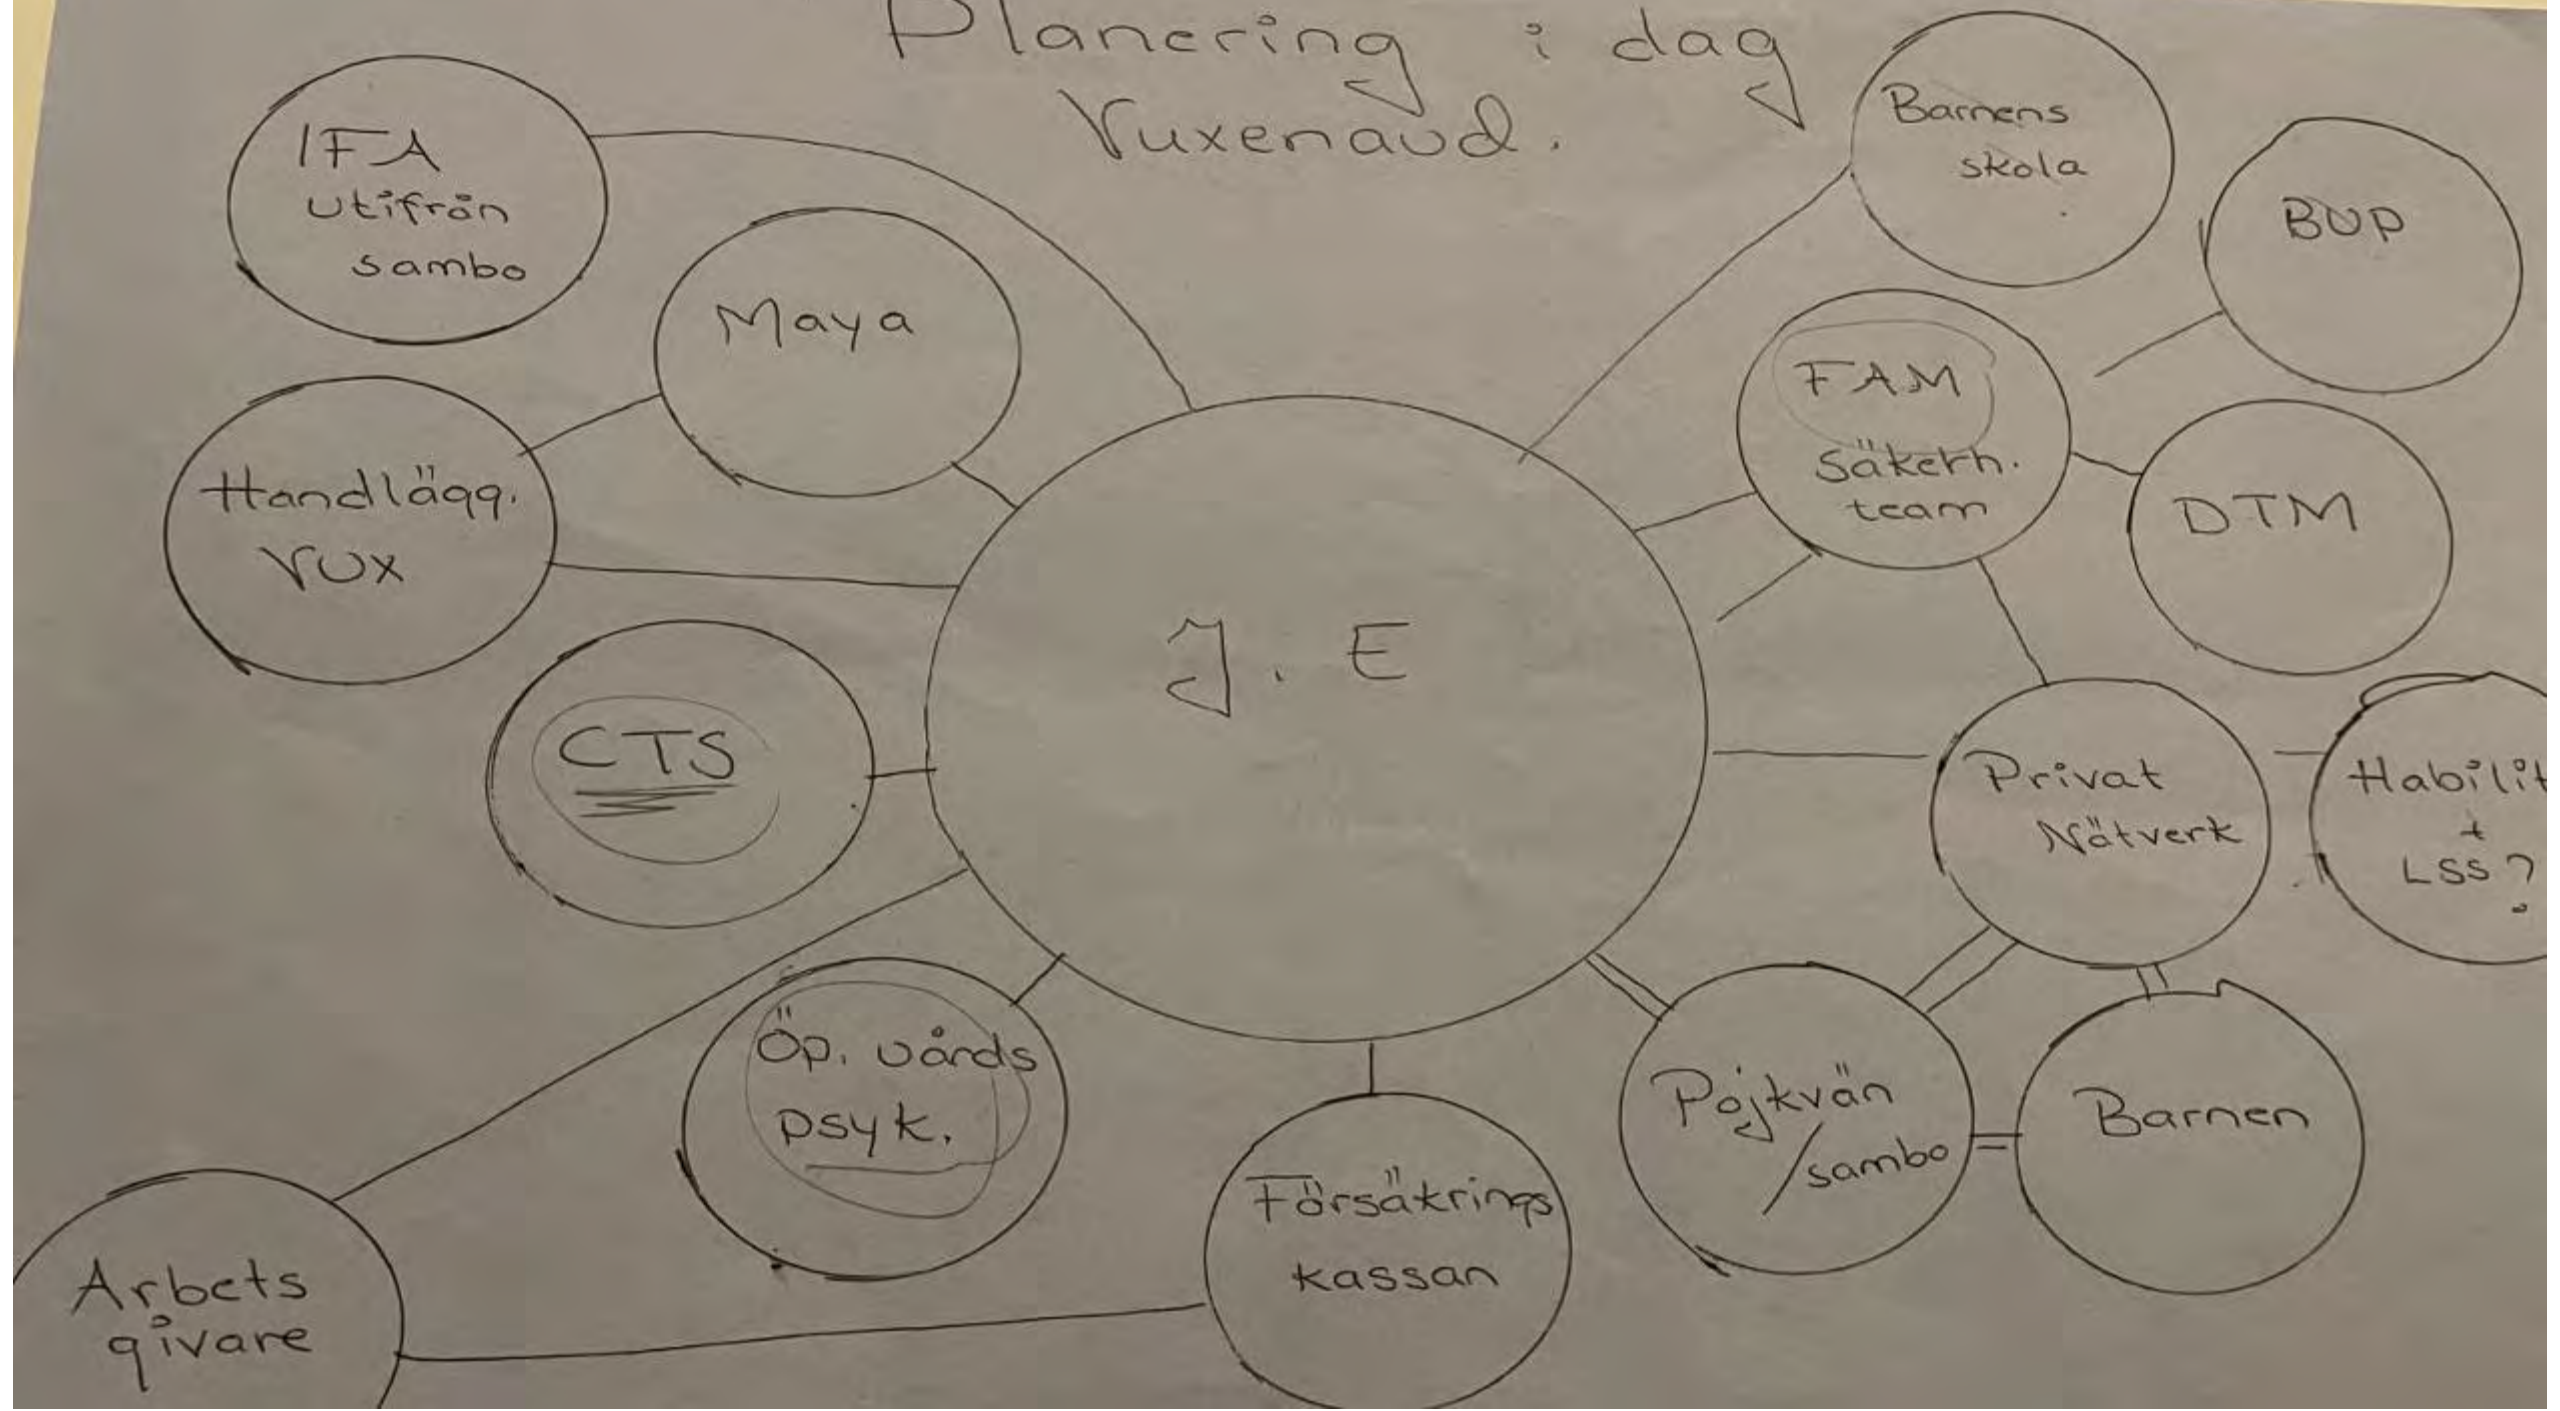 Planering i dag
Vuxenavd.
IFA
utifrån
sambo
Maya
Handlägg.
VUX
CTS
Öp. vårds
psyk.
Arbets
givare
J. E
Försäkrings
kassan
Barnens
skola
BUP
FAM
säkerh.
team
DTM
Privat
Nätverk
Habilit
+
LSS?
Pojkvän
/sambo
Barnen